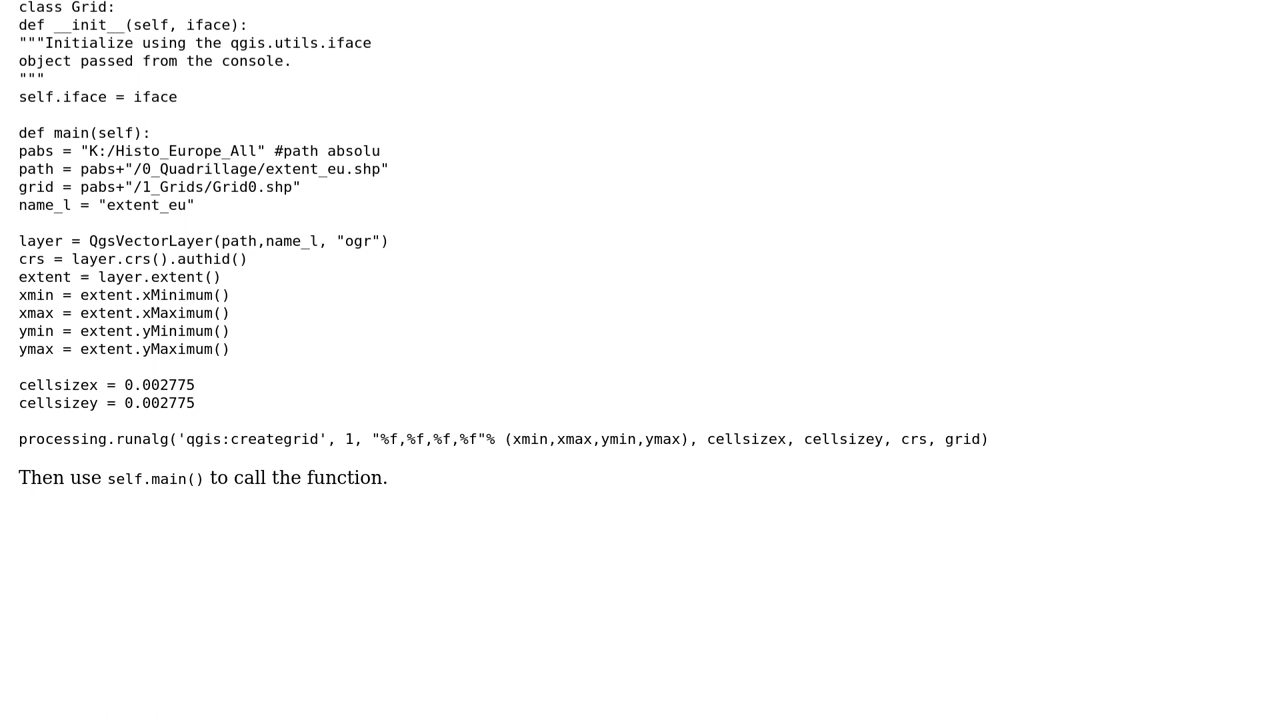 class Grid:
def __init__(self, iface):
"""Initialize using the qgis.utils.iface
object passed from the console.
"""
self.iface = iface
def main(self):
pabs = "K:/Histo_Europe_All" #path absolu
path = pabs+"/0_Quadrillage/extent_eu.shp"
grid = pabs+"/1_Grids/Grid0.shp"
name_l = "extent_eu"
layer = QgsVectorLayer(path,name_l, "ogr")
crs = layer.crs().authid()
extent = layer.extent()
xmin = extent.xMinimum()
xmax = extent.xMaximum()
ymin = extent.yMinimum()
ymax = extent.yMaximum()
cellsizex = 0.002775
cellsizey = 0.002775
processing.runalg('qgis:creategrid', 1, "%f,%f,%f,%f"% (xmin,xmax,ymin,ymax), cellsizex, cellsizey, crs, grid)
Then use self.main() to call the function.